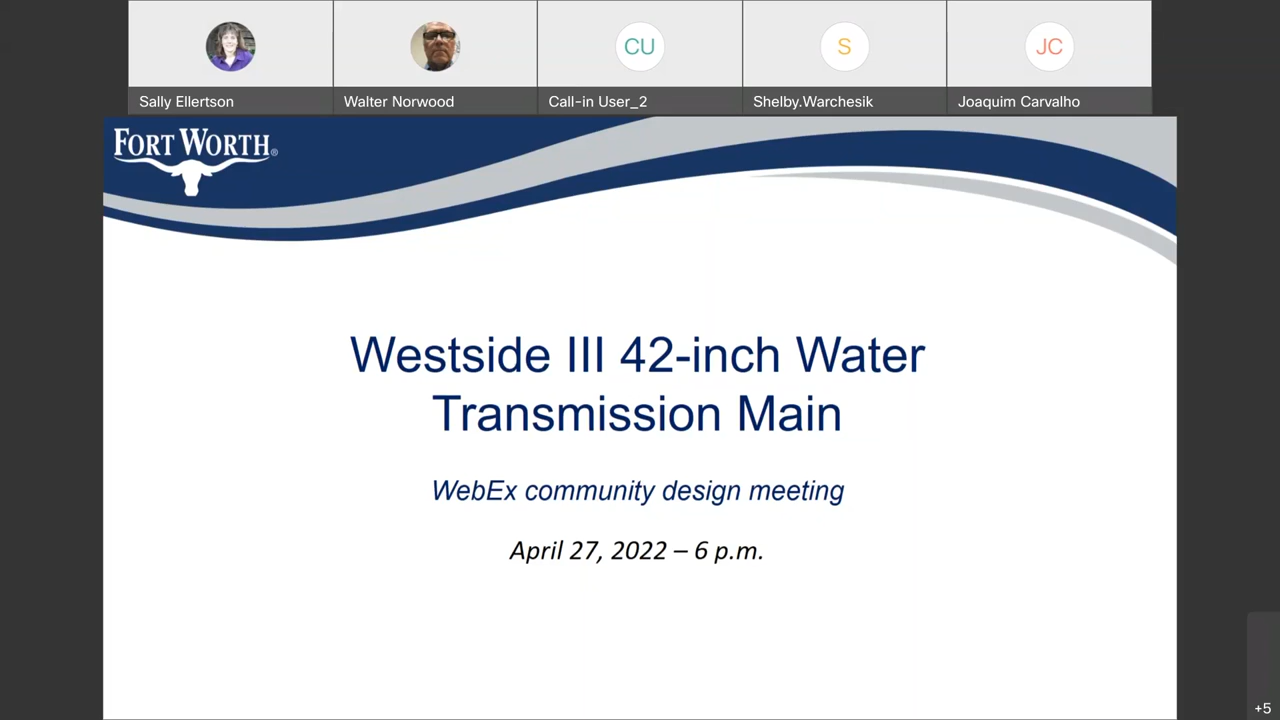 CU
S
JC
Sally Ellertson
Walter Norwood
Call-in User_2
Shelby.Warchesik
Joaquim Carvalho
FORT WORTH®
Westside III 42-inch Water
Transmission Main
WebEx community design meeting
April 27, 2022 – 6 p.m.
+5